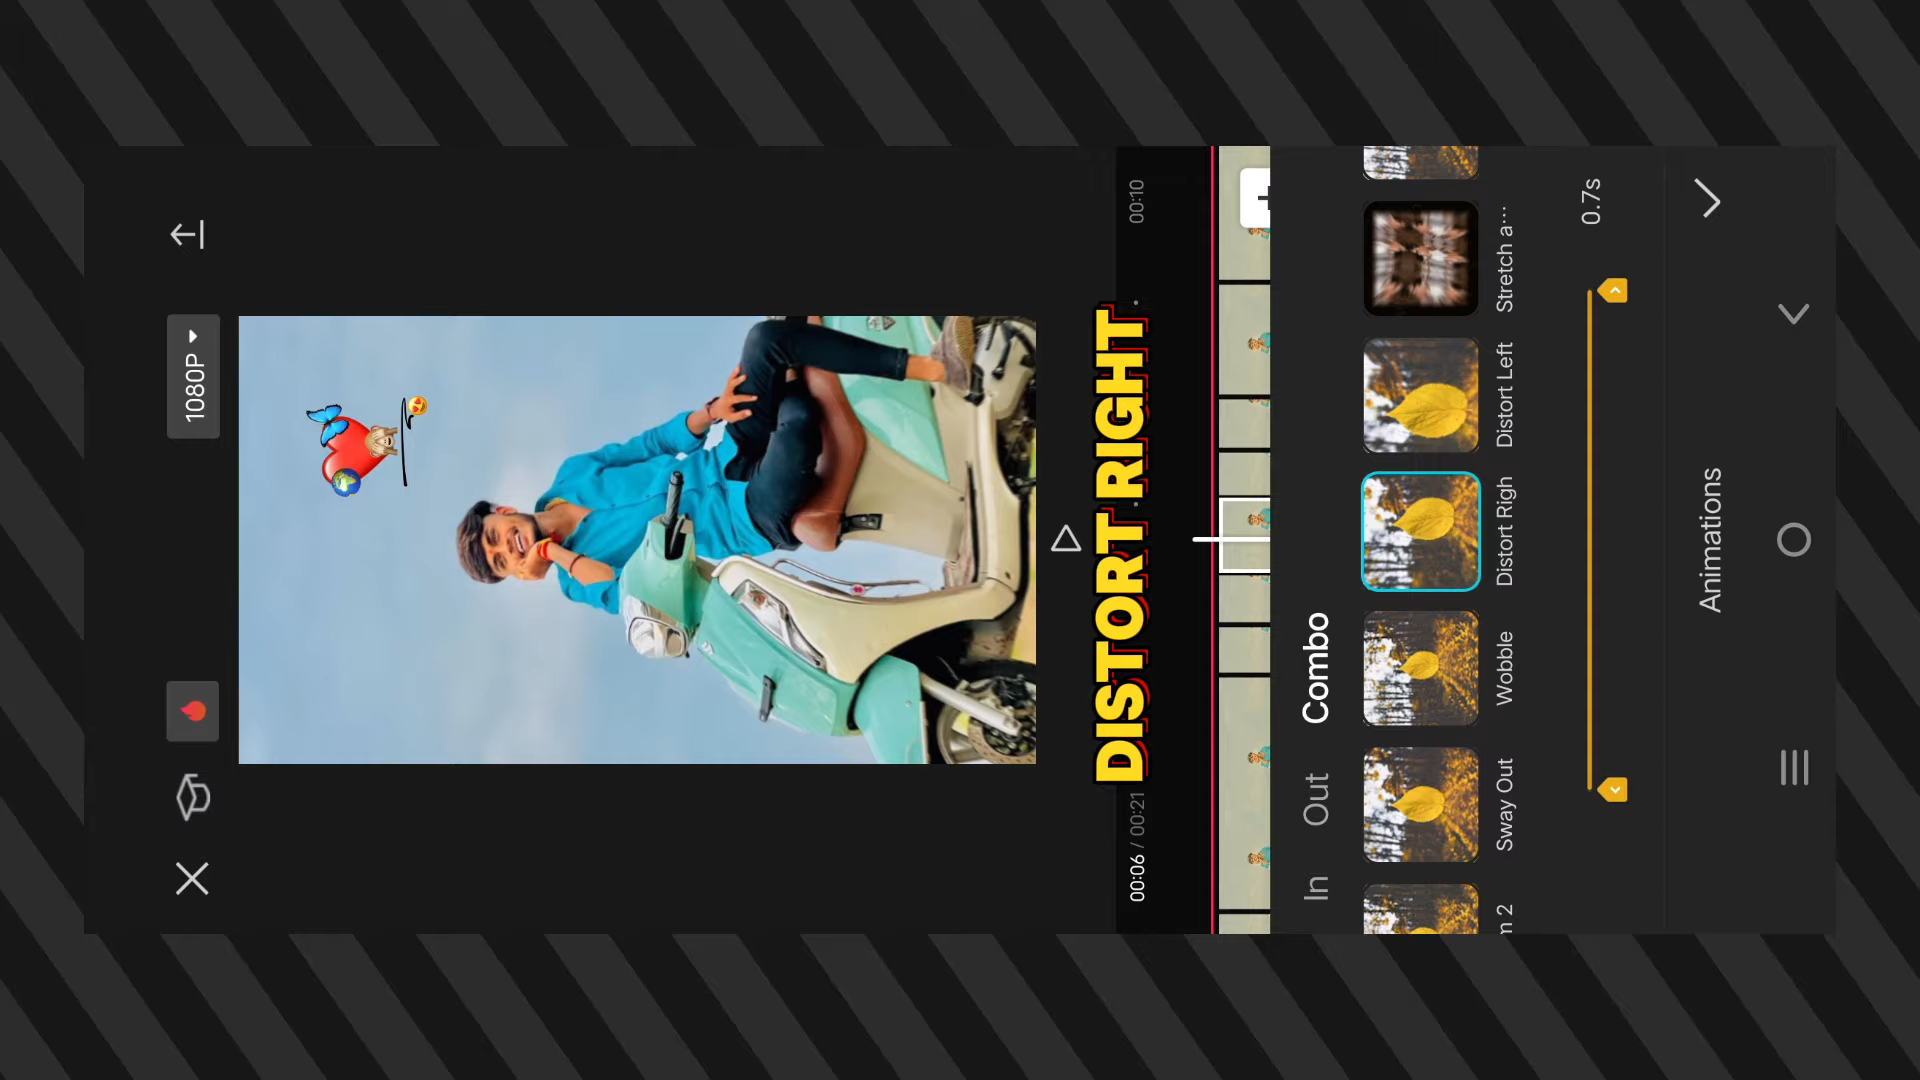 1080P
DISTORT RIGHT
00:06 / 00:21
00:10
In
Out
Combo
m 2
Sway Out
Wobble
Distort Righ
Distort Left
Stretch a...
0.7s
Animations